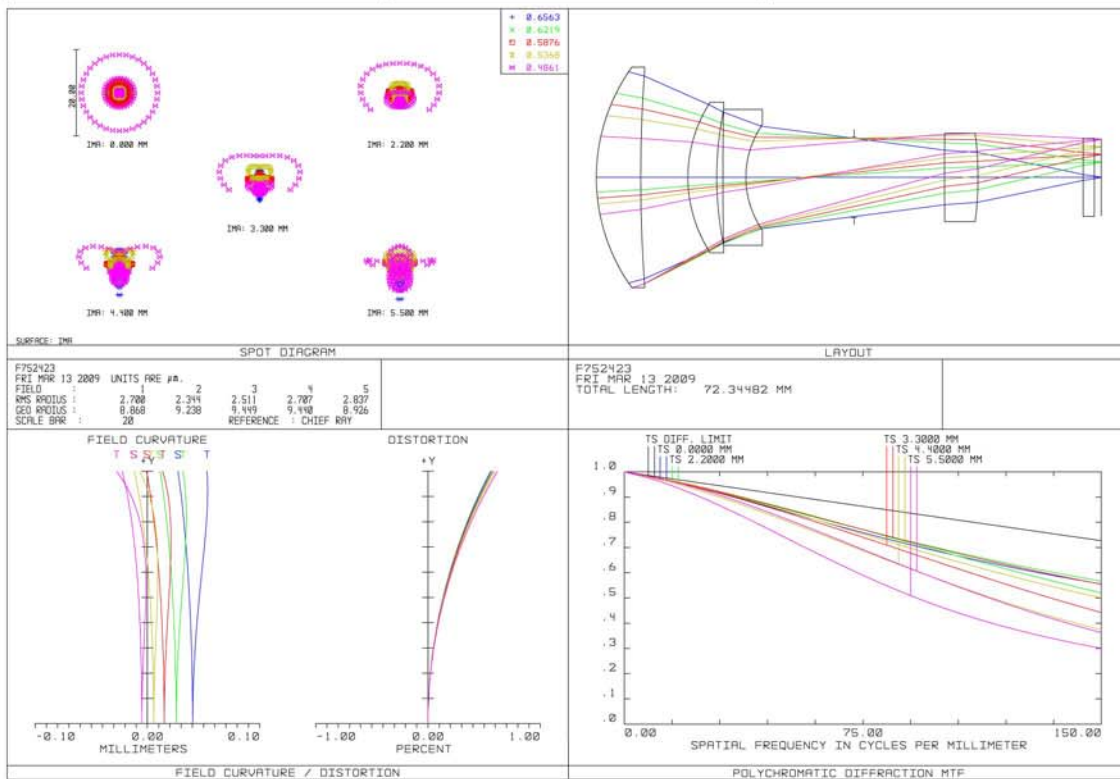 + 0.6563
× 0.6219
0.5876
0.5368
0.4861
20.00
IMA: 0.000 MM
IMA: 2.200 MM
IMA: 3.300 MM
IMA: 4.400 MM
IMA: 5.500 MM
SURFACE: IMA
SPOT DIAGRAM
F752423
FRI MAR 13 2009 UNITS ARE µm.
FIELD : 1 2 3 4 5
RMS RADIUS : 2.700 2.344 2.511 2.707 2.837
GEO RADIUS : 8.868 9.238 9.449 9.440 8.926
SCALE BAR : 20 REFERENCE : CHIEF RAY
LAYOUT
F752423
FRI MAR 13 2009
TOTAL LENGTH: 72.34482 MM
FIELD CURVATURE
+Y
-0.10 0.00 0.10
MILLIMETERS
DISTORTION
+Y
-1.00 0.00 1.00
PERCENT
FIELD CURVATURE / DISTORTION
TS DIFF. LIMIT
TS 0.0000 MM
TS 2.2000 MM
TS 3.3000 MM
TS 4.4000 MM
TS 5.5000 MM
1.0
.9
.8
.7
.6
.5
.4
.3
.2
.1
.0
0.00 75.00 150.00
SPATIAL FREQUENCY IN CYCLES PER MILLIMETER
POLYCHROMATIC DIFFRACTION MTF